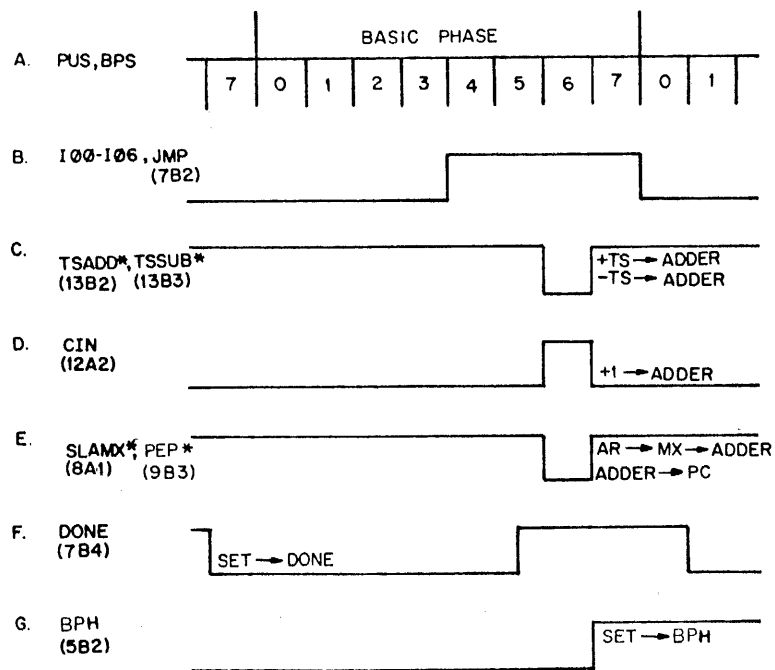 BASIC PHASE
A. PUS, BPS
7 0 1 2 3 4 5 6 7 0 1
B. I00-I06, JMP
(7B2)
C. TSADD*, TSSUB*
(13B2) (13B3)
+TS → ADDER
-TS → ADDER
D. CIN
(12A2)
+1 → ADDER
E. SLAMX*, PEP*
(8A1) (9B3)
AR → MX → ADDER
ADDER → PC
F. DONE
(7B4)
SET → DONE
G. BPH
(5B2)
SET → BPH